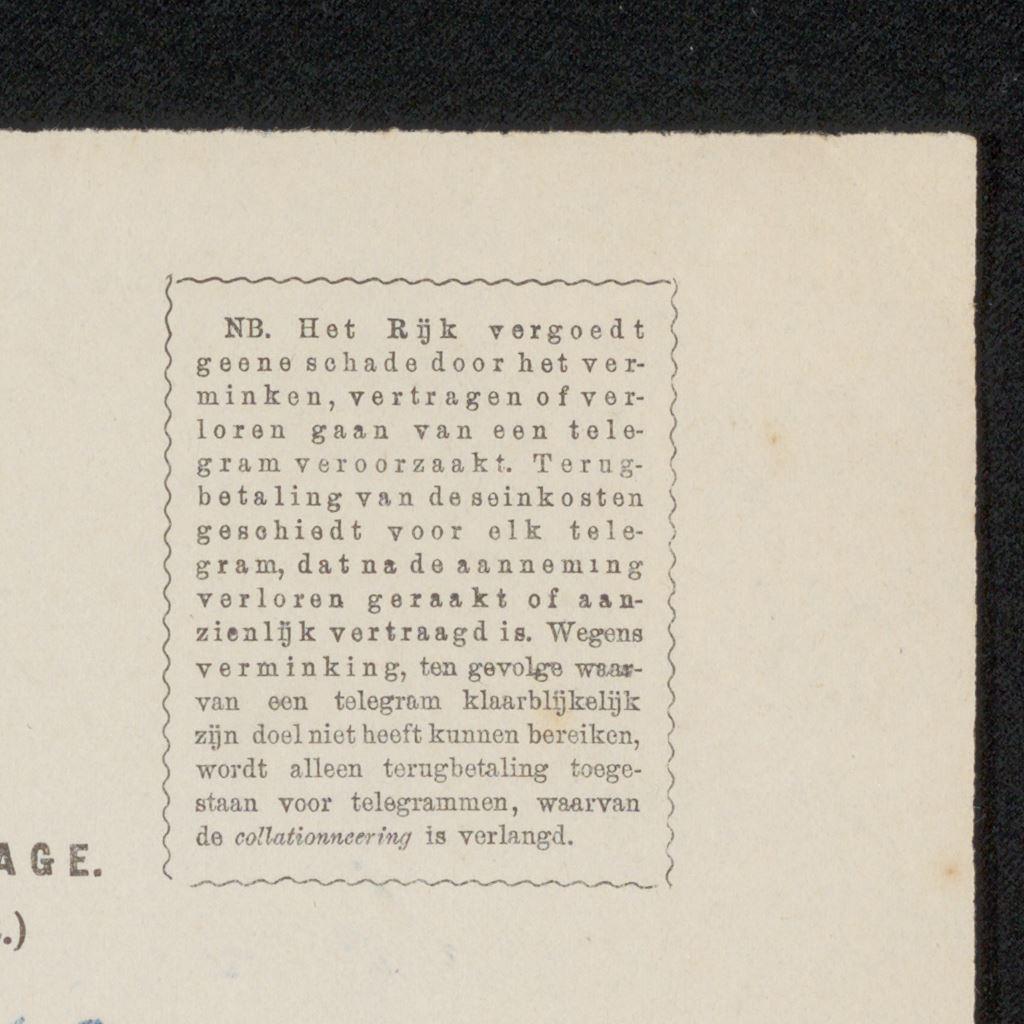 NB. Het Rijk vergoedt
geene schade door het ver-
minken, vertragen of ver-
loren gaan van een tele-
gram veroorzaakt. Terug-
betaling van de seinkosten
geschiedt voor elk tele-
gram, dat na de aanneming
verloren geraakt of aan-
zienlijk vertraagd is. Wegens
verminking, ten gevolge waar-
van een telegram klaarblijkelijk
zijn doel niet heeft kunnen bereiken,
wordt alleen terugbetaling toege-
staan voor telegrammen, waarvan
de collationneering is verlangd.
AGE.
.)